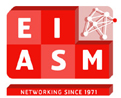 EI
ASM
NETWORKING SINCE 1971